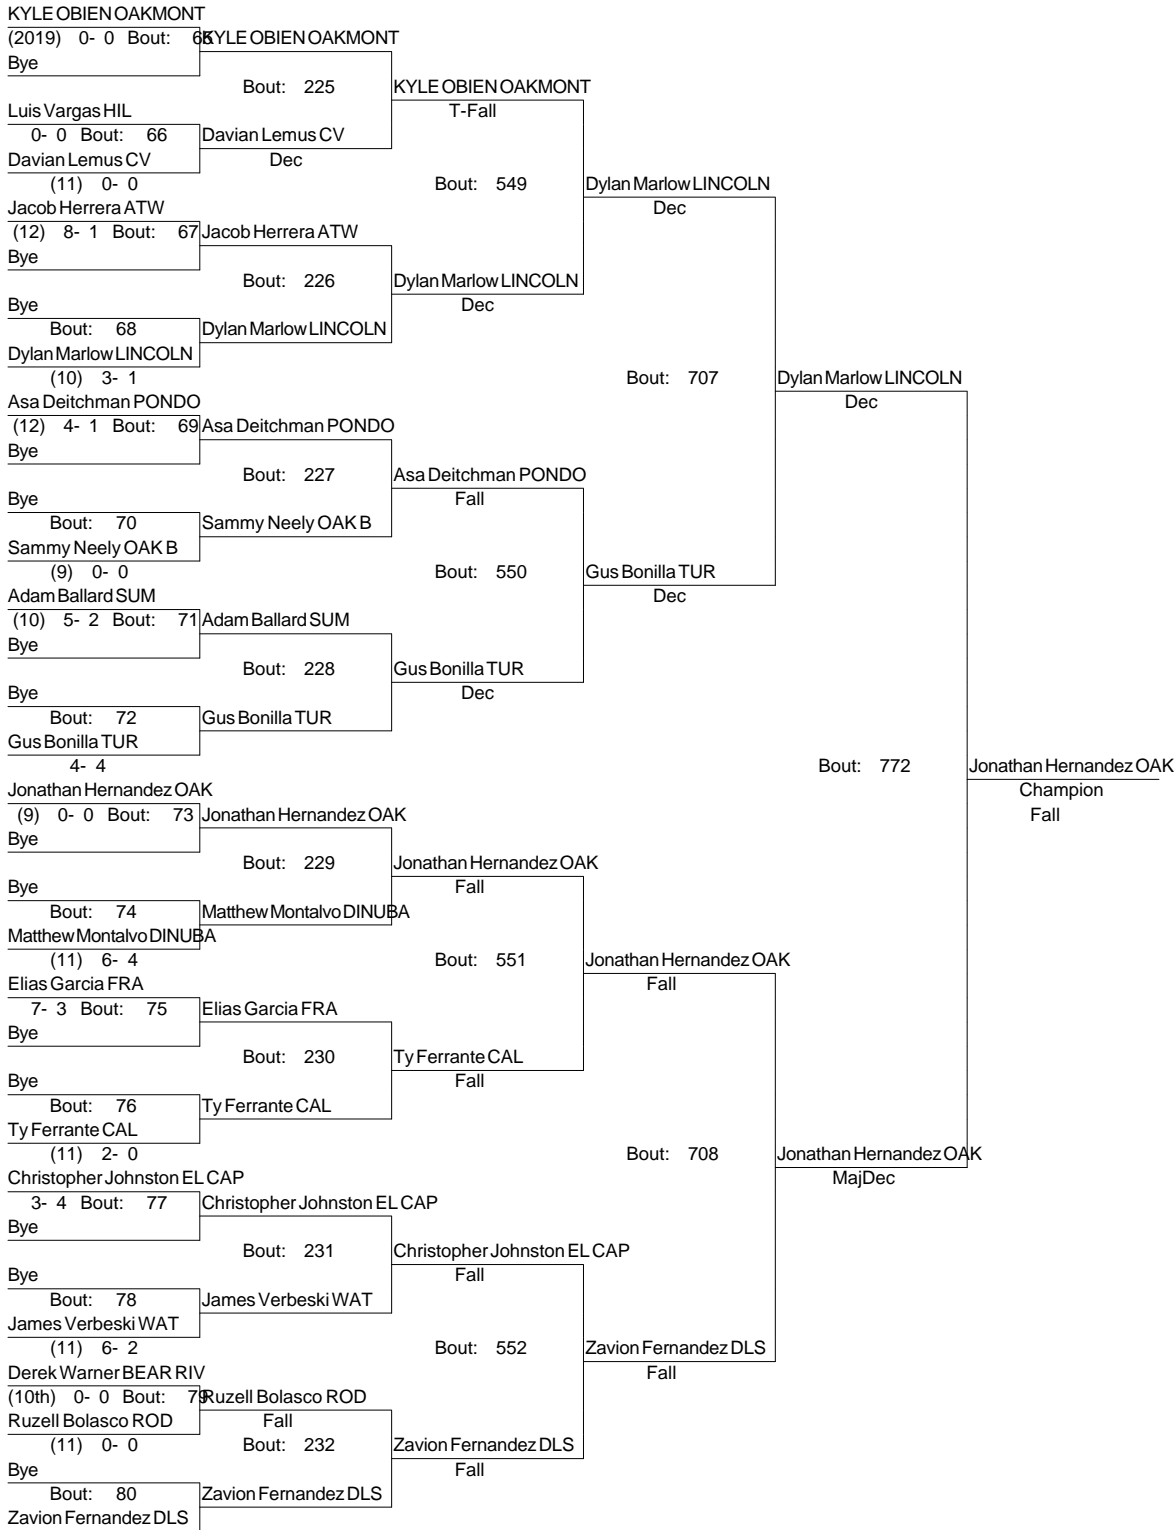 KYLE OBIEN OAKMONT
(2019) 0- 0 Bout: 65 KYLE OBIEN OAKMONT
Bye
Bout: 225 KYLE OBIEN OAKMONT
Luis Vargas HIL T-Fall
0- 0 Bout: 66 Davian Lemus CV
Davian Lemus CV Dec
(11) 0- 0 Bout: 549 Dylan Marlow LINCOLN
Jacob Herrera ATW Dec
(12) 8- 1 Bout: 67 Jacob Herrera ATW
Bye
Bout: 226 Dylan Marlow LINCOLN
Bye Dec
Bout: 68 Dylan Marlow LINCOLN
Dylan Marlow LINCOLN
(10) 3- 1 Bout: 707 Dylan Marlow LINCOLN
Asa Deitchman PONDO Dec
(12) 4- 1 Bout: 69 Asa Deitchman PONDO
Bye
Bout: 227 Asa Deitchman PONDO
Bye Fall
Bout: 70 Sammy Neely OAK B
Sammy Neely OAK B
(9) 0- 0 Bout: 550 Gus Bonilla TUR
Adam Ballard SUM Dec
(10) 5- 2 Bout: 71 Adam Ballard SUM
Bye
Bout: 228 Gus Bonilla TUR
Bye Dec
Bout: 72 Gus Bonilla TUR
Gus Bonilla TUR
4- 4 Bout: 772 Jonathan Hernandez OAK
Jonathan Hernandez OAK Champion
(9) 0- 0 Bout: 73 Jonathan Hernandez OAK Fall
Bye
Bout: 229 Jonathan Hernandez OAK
Bye Fall
Bout: 74 Matthew Montalvo DINUBA
Matthew Montalvo DINUBA
(11) 6- 4 Bout: 551 Jonathan Hernandez OAK
Elias Garcia FRA Fall
7- 3 Bout: 75 Elias Garcia FRA
Bye
Bout: 230 Ty Ferrante CAL
Bye Fall
Bout: 76 Ty Ferrante CAL
Ty Ferrante CAL
(11) 2- 0 Bout: 708 Jonathan Hernandez OAK
Christopher Johnston EL CAP MajDec
3- 4 Bout: 77 Christopher Johnston EL CAP
Bye
Bout: 231 Christopher Johnston EL CAP
Bye Fall
Bout: 78 James Verbeski WAT
James Verbeski WAT
(11) 6- 2 Bout: 552 Zavion Fernandez DLS
Derek Warner BEAR RIV Fall
(10th) 0- 0 Bout: 79 Ruzell Bolasco ROD
Ruzell Bolasco ROD Fall
(11) 0- 0 Bout: 232 Zavion Fernandez DLS
Bye Fall
Bout: 80 Zavion Fernandez DLS
Zavion Fernandez DLS